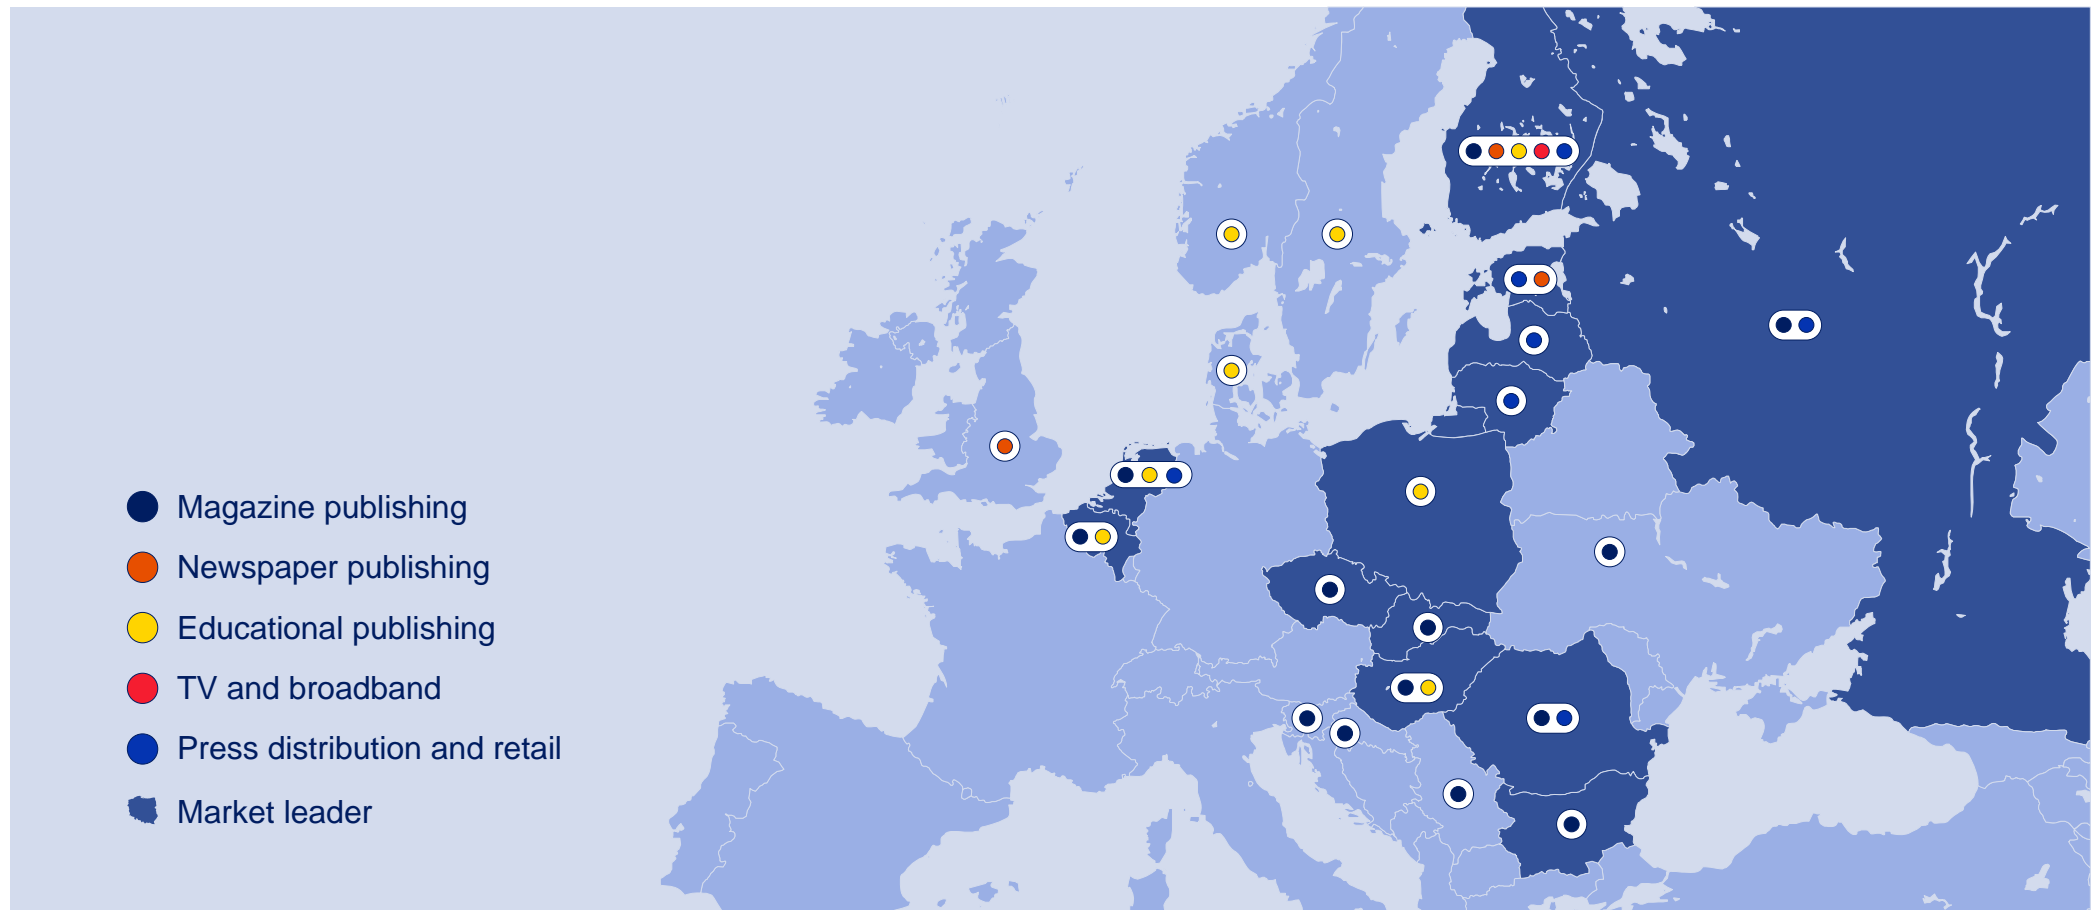 Magazine publishing
Newspaper publishing
Educational publishing
TV and broadband
Press distribution and retail
Market leader